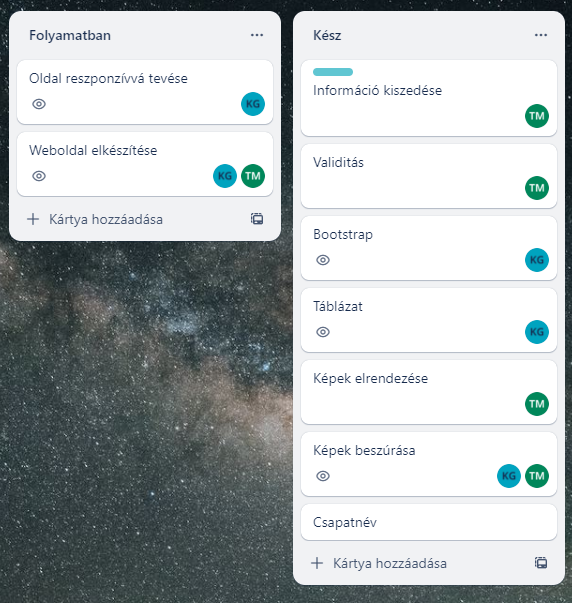 Folyamatban
Oldal reszponzívvá tevése
KG
Weboldal elkészítése
KG TM
Kártya hozzáadása
Kész
Információ kiszedése
TM
Validitás
TM
Bootstrap
KG
Táblázat
KG
Képek elrendezése
TM
Képek beszúrása
KG TM
Csapatnév
Kártya hozzáadása